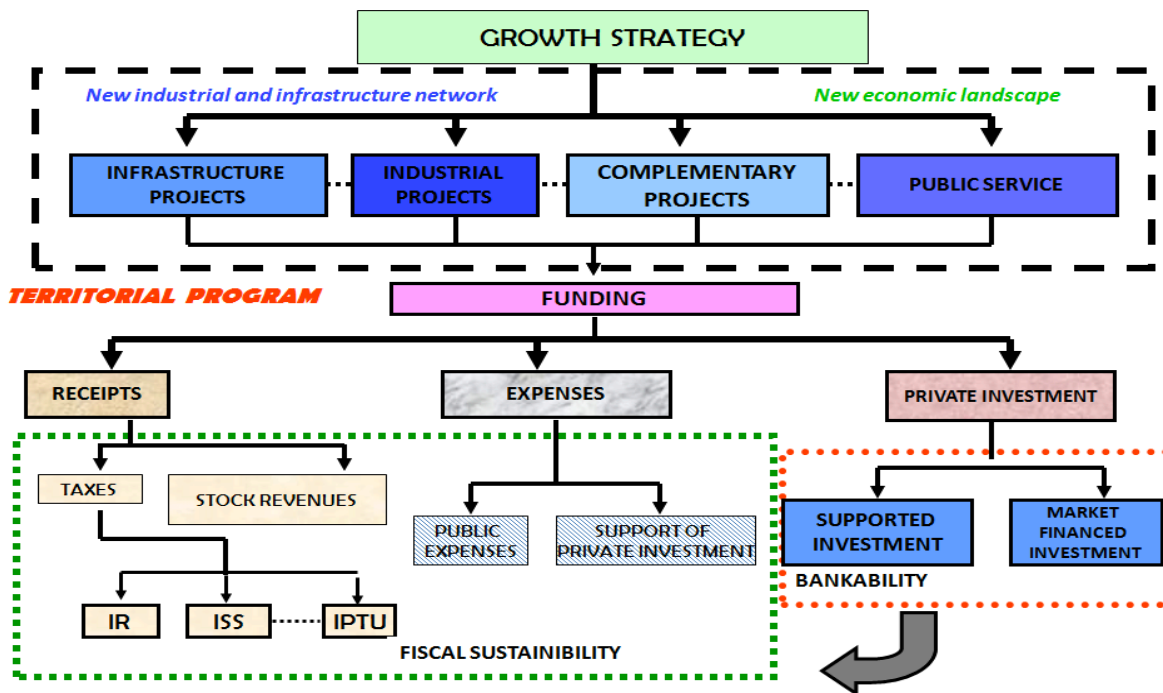 GROWTH STRATEGY
New industrial and infrastructure network
New economic landscape
INFRASTRUCTURE
PROJECTS
INDUSTRIAL
PROJECTS
COMPLEMENTARY
PROJECTS
PUBLIC SERVICE
TERRITORIAL PROGRAM
FUNDING
RECEIPTS
EXPENSES
PRIVATE INVESTMENT
TAXES
STOCK REVENUES
PUBLIC
EXPENSES
SUPPORT OF
PRIVATE INVESTMENT
SUPPORTED
INVESTMENT
MARKET
FINANCED
INVESTMENT
BANKABILITY
IR
ISS
IPTU
FISCAL SUSTAINIBILITY